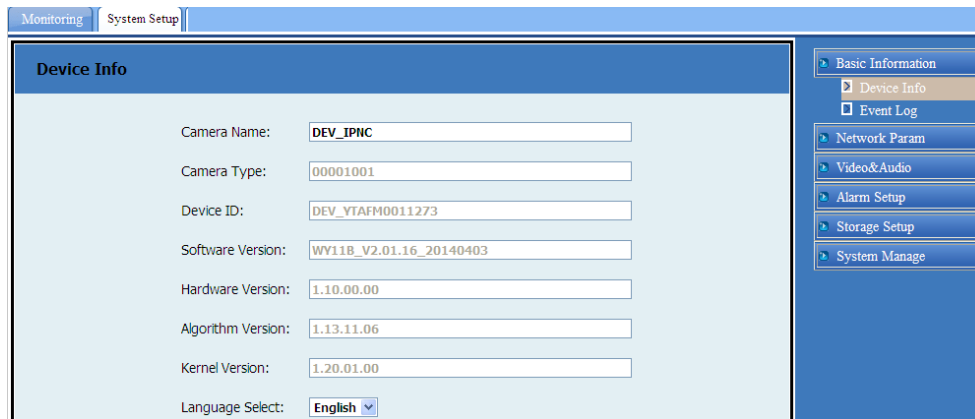 Monitoring
System Setup
Device Info
Camera Name: DEV_IPNC
Camera Type: 00001001
Device ID: DEV_YTAFM0011273
Software Version: WY11B_V2.01.16_20140403
Hardware Version: 1.10.00.00
Algorithm Version: 1.13.11.06
Kernel Version: 1.20.01.00
Language Select: English
Basic Information
Device Info
Event Log
Network Param
Video&Audio
Alarm Setup
Storage Setup
System Manage